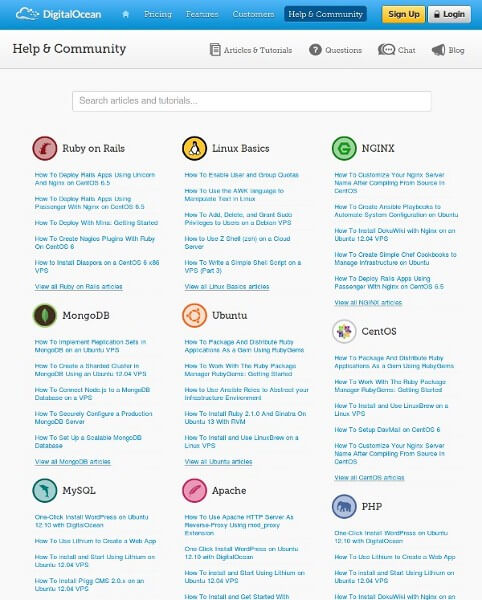 DigitalOcean
Pricing
Features
Customers
Help & Community
Sign Up
Login
Help & Community
Articles & Tutorials
Questions
Chat
Blog
Search articles and tutorials...
Ruby on Rails
How To Deploy Rails Apps Using Unicorn
And Nginx on CentOS 6.5
How To Deploy Rails Apps Using
Passenger With Nginx on CentOS 6.5
How To Deploy With Mina: Getting Started
How To Create Nagios Plugins With Ruby
On CentOS 6
How to Install Diaspora on a CentOS 6 x86
VPS
View all Ruby on Rails articles
Linux Basics
How To Enable User and Group Quotas
How To Use the AWK language to
Manipulate Text in Linux
How To Add, Delete, and Grant Sudo
Privileges to Users on a Debian VPS
How To Use Z Shell (zsh) on a Cloud
Server
How To Write a Simple Shell Script on a
VPS (Part 3)
View all Linux Basics articles
NGINX
How To Customize Your Nginx Server
Name After Compiling From Source In
CentOS
How To Create Ansible Playbooks to
Automate System Configuration on Ubuntu
How To Install DokuWiki with Nginx on an
Ubuntu 12.04 VPS
How To Create Simple Chef Cookbooks to
Manage Infrastructure on Ubuntu
How To Deploy Rails Apps Using
Passenger With Nginx on CentOS 6.5
View all NGINX articles
MongoDB
How To Implement Replication Sets in
MongoDB on an Ubuntu VPS
How To Create a Sharded Cluster in
MongoDB Using an Ubuntu 12.04 VPS
How To Connect Node.js to a MongoDB
Database on a VPS
How To Securely Configure a Production
MongoDB Server
How To Set Up a Scalable MongoDB
Database
View all MongoDB articles
Ubuntu
How To Package And Distribute Ruby
Applications As a Gem Using RubyGems
How To Work With The Ruby Package
Manager RubyGems: Getting Started
How to Use Ansible Roles to Abstract your
Infrastructure Environment
How To Install Ruby 2.1.0 And Sinatra On
Ubuntu 13 With RVM
How To Install and Use LinuxBrew on a
Linux VPS
View all Ubuntu articles
CentOS
How To Package And Distribute Ruby
Applications As a Gem Using RubyGems
How To Work With The Ruby Package
Manager RubyGems: Getting Started
How To Install and Use LinuxBrew on a
Linux VPS
How To Setup DavMail on CentOS 6
How To Customize Your Nginx Server
Name After Compiling From Source In
CentOS
View all CentOS articles
MySQL
One-Click Install WordPress on Ubuntu
12.10 with DigitalOcean
How To Use Lithium to Create a Web App
How To Install and Start Using Lithium on
Ubuntu 12.04 VPS
How To Install Pligg CMS 2.0.x on an
Ubuntu 12.04 VPS
Apache
How To Use Apache HTTP Server As
Reverse-Proxy Using mod_proxy
Extension
One-Click Install WordPress on Ubuntu
12.10 with DigitalOcean
How To Install and Start Using Lithium on
Ubuntu 12.04 VPS
How To Install and Get Started With
PHP
One-Click Install WordPress on Ubuntu
12.10 with DigitalOcean
How To Use Lithium to Create a Web App
How To Install and Start Using Lithium on
Ubuntu 12.04 VPS
How To Install DokuWiki with Nginx on an